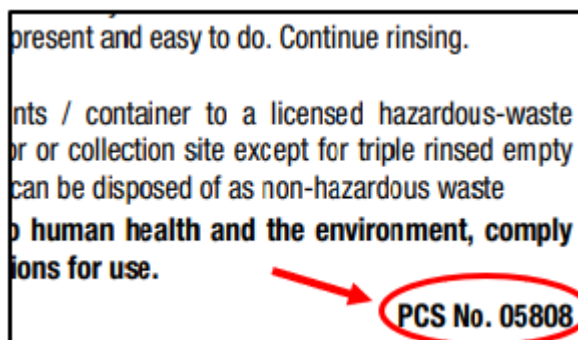 present and easy to do. Continue rinsing.
nts / container to a licensed hazardous-waste
or or collection site except for triple rinsed empty
can be disposed of as non-hazardous waste
o human health and the environment, comply
ions for use.
PCS No. 05808